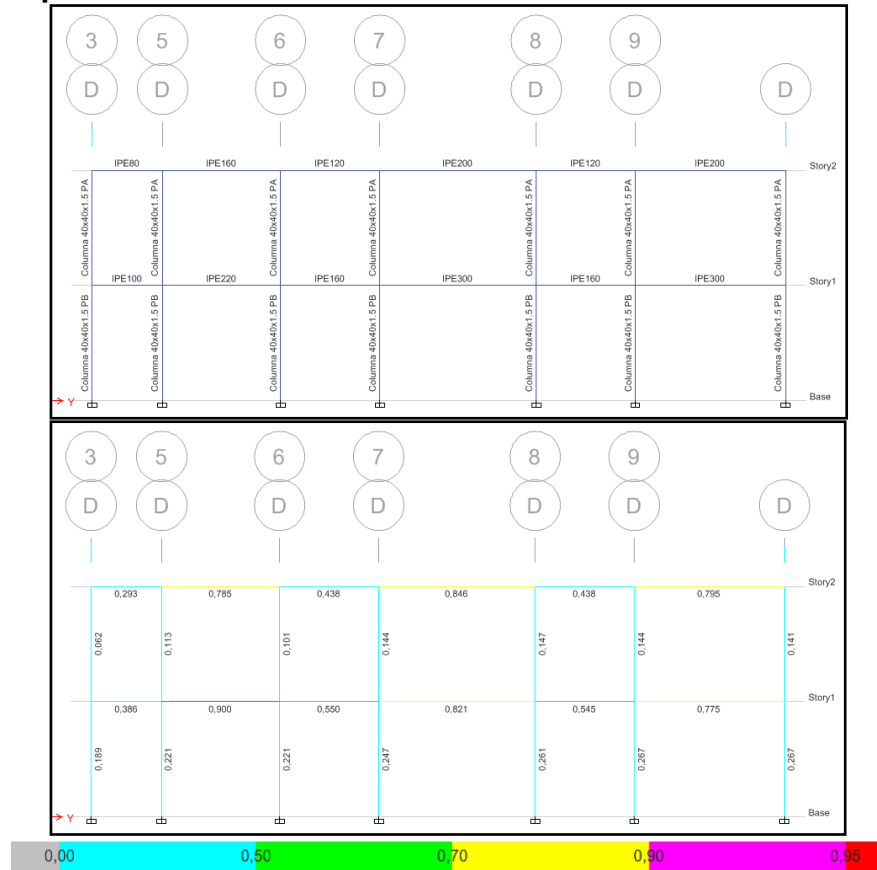 3 5 6 7 8 9
D D D D D D D
IPE80 IPE160 IPE120 IPE200 IPE120 IPE200 Story2
Columna 40x40x1.5 PA
Columna 40x40x1.5 PA
Columna 40x40x1.5 PA
Columna 40x40x1.5 PA
Columna 40x40x1.5 PA
Columna 40x40x1.5 PA
Columna 40x40x1.5 PA
IPE100 IPE220 IPE160 IPE300 IPE160 IPE300 Story1
Columna 40x40x1.5 PB
Columna 40x40x1.5 PB
Columna 40x40x1.5 PB
Columna 40x40x1.5 PB
Columna 40x40x1.5 PB
Columna 40x40x1.5 PB
Columna 40x40x1.5 PB
Y Base
3 5 6 7 8 9
D D D D D D D
Story2
0,293 0,785 0,438 0,846 0,438 0,795
0,062 0,113 0,101 0,144 0,147 0,144 0,141
Story1
0,386 0,900 0,550 0,821 0,545 0,775
0,189 0,221 0,221 0,247 0,261 0,267 0,267
Y Base
0,00 0,50 0,70 0,90 0,95